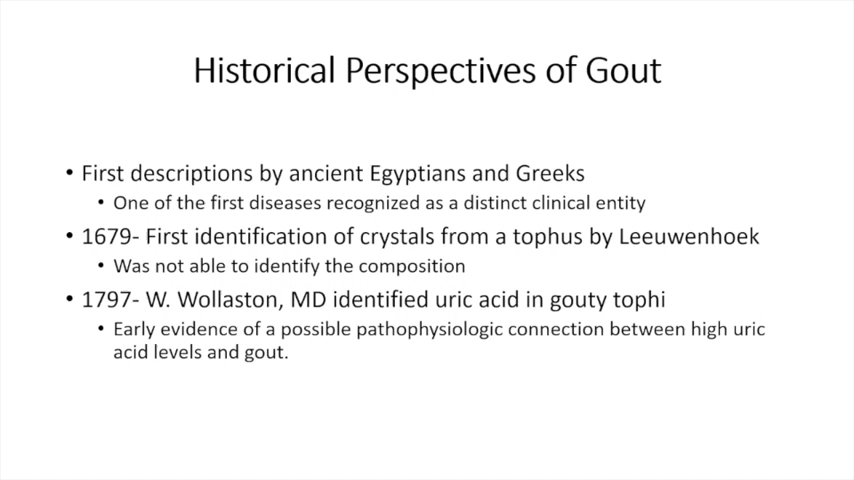 Historical Perspectives of Gout
• First descriptions by ancient Egyptians and Greeks
• One of the first diseases recognized as a distinct clinical entity
• 1679- First identification of crystals from a tophus by Leeuwenhoek
• Was not able to identify the composition
• 1797- W. Wollaston, MD identified uric acid in gouty tophi
• Early evidence of a possible pathophysiologic connection between high uric
acid levels and gout.